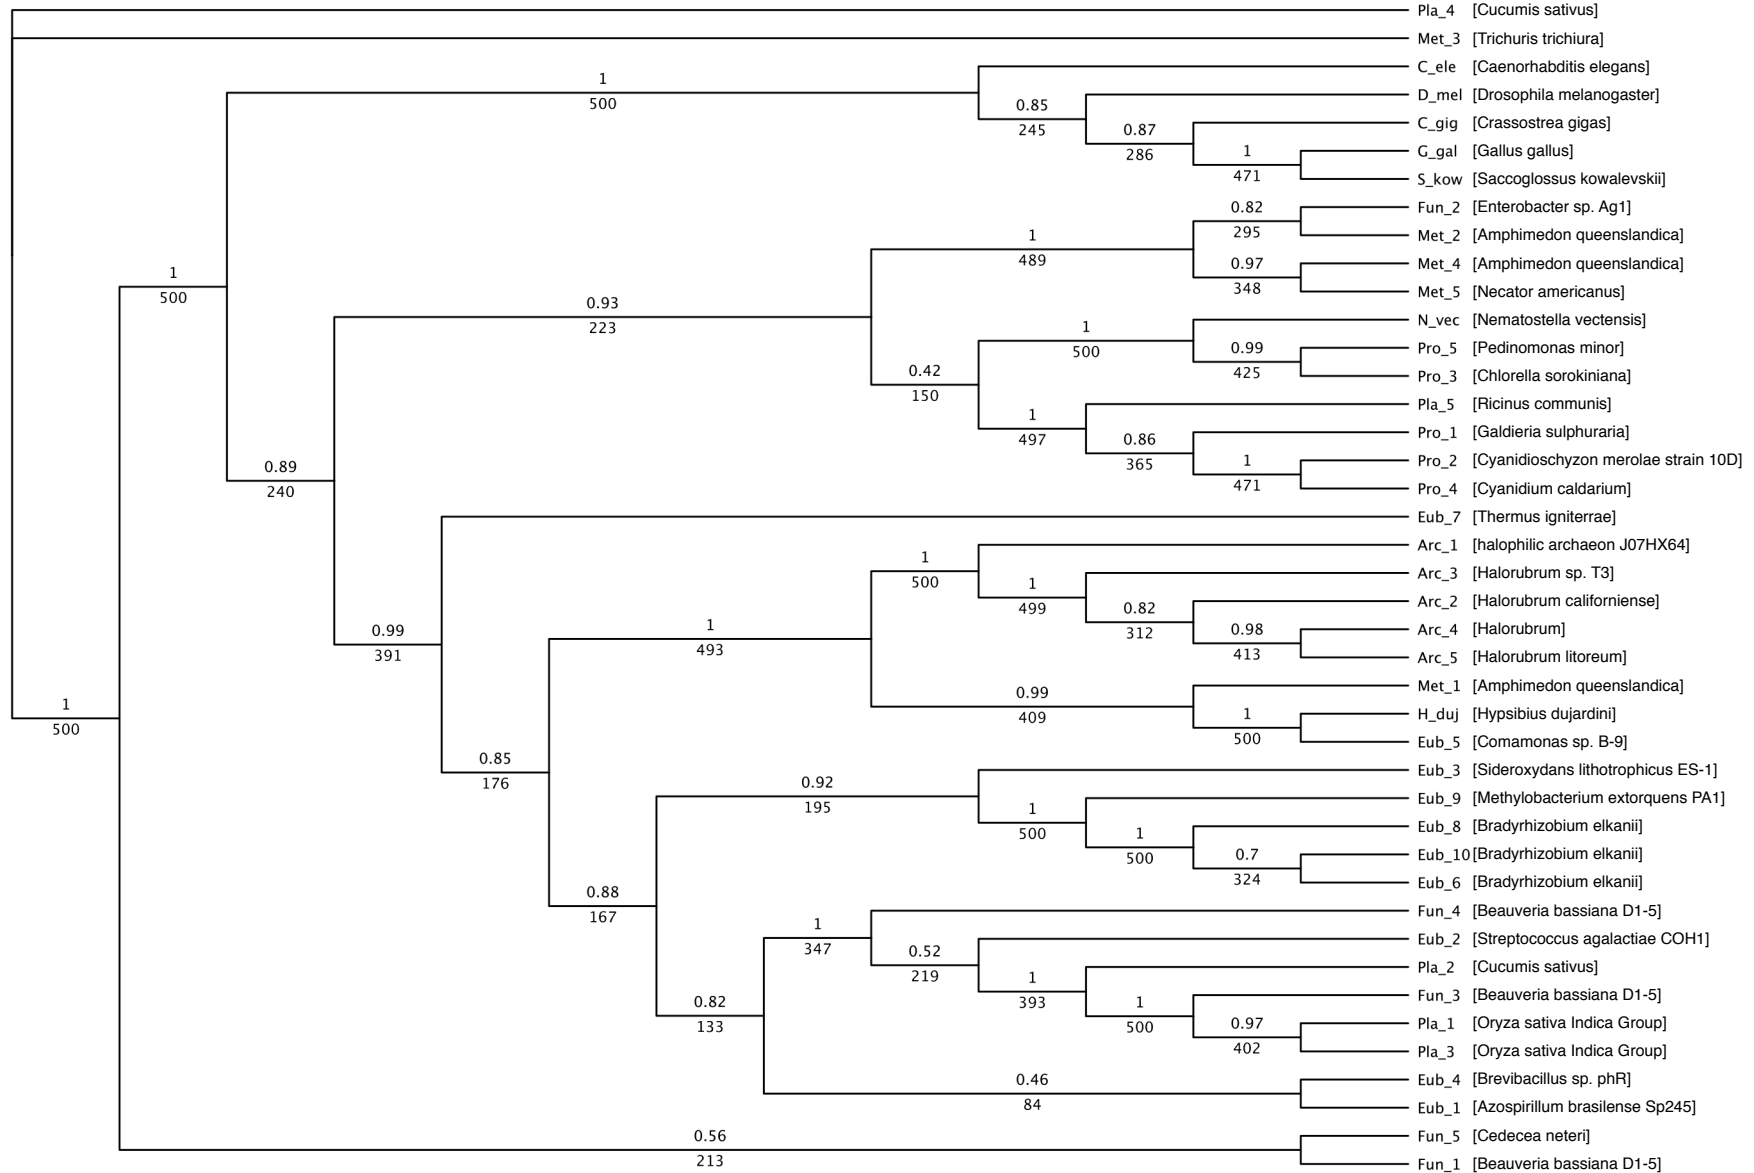 Pla_4 [Cucumis sativus]
Met_3 [Trichuris trichiura]
C_ele [Caenorhabditis elegans]
1
500
D_mel [Drosophila melanogaster]
0.85
245
C_gig [Crassostrea gigas]
0.87
286
G_gal [Gallus gallus]
1
471
S_kow [Saccoglossus kowalevskii]
Fun_2 [Enterobacter sp. Ag1]
0.82
295
Met_2 [Amphimedon queenslandica]
1
489
Met_4 [Amphimedon queenslandica]
0.97
348
Met_5 [Necator americanus]
1
500
0.93
223
N_vec [Nematostella vectensis]
1
500
Pro_5 [Pedinomonas minor]
0.99
425
Pro_3 [Chlorella sorokiniana]
0.42
150
Pla_5 [Ricinus communis]
1
497
Pro_1 [Galdieria sulphuraria]
0.86
365
Pro_2 [Cyanidioschyzon merolae strain 10D]
1
471
Pro_4 [Cyanidium caldarium]
0.89
240
Eub_7 [Thermus igniterrae]
Arc_1 [halophilic archaeon J07HX64]
1
500
Arc_3 [Halorubrum sp. T3]
1
499
Arc_2 [Halorubrum californiense]
0.82
312
Arc_4 [Halorubrum]
0.98
413
Arc_5 [Halorubrum litoreum]
1
493
0.99
391
Met_1 [Amphimedon queenslandica]
0.99
409
H_duj [Hypsibius dujardini]
1
500
Eub_5 [Comamonas sp. B-9]
1
500
0.85
176
Eub_3 [Sideroxydans lithotrophicus ES-1]
0.92
195
Eub_9 [Methylobacterium extorquens PA1]
1
500
Eub_8 [Bradyrhizobium elkanii]
1
500
Eub_10 [Bradyrhizobium elkanii]
0.7
324
Eub_6 [Bradyrhizobium elkanii]
0.88
167
Fun_4 [Beauveria bassiana D1-5]
1
347
Eub_2 [Streptococcus agalactiae COH1]
0.52
219
Pla_2 [Cucumis sativus]
1
393
Fun_3 [Beauveria bassiana D1-5]
1
500
Pla_1 [Oryza sativa Indica Group]
0.97
402
Pla_3 [Oryza sativa Indica Group]
0.82
133
Eub_4 [Brevibacillus sp. phR]
0.46
84
Eub_1 [Azospirillum brasilense Sp245]
Fun_5 [Cedecea neteri]
0.56
213
Fun_1 [Beauveria bassiana D1-5]